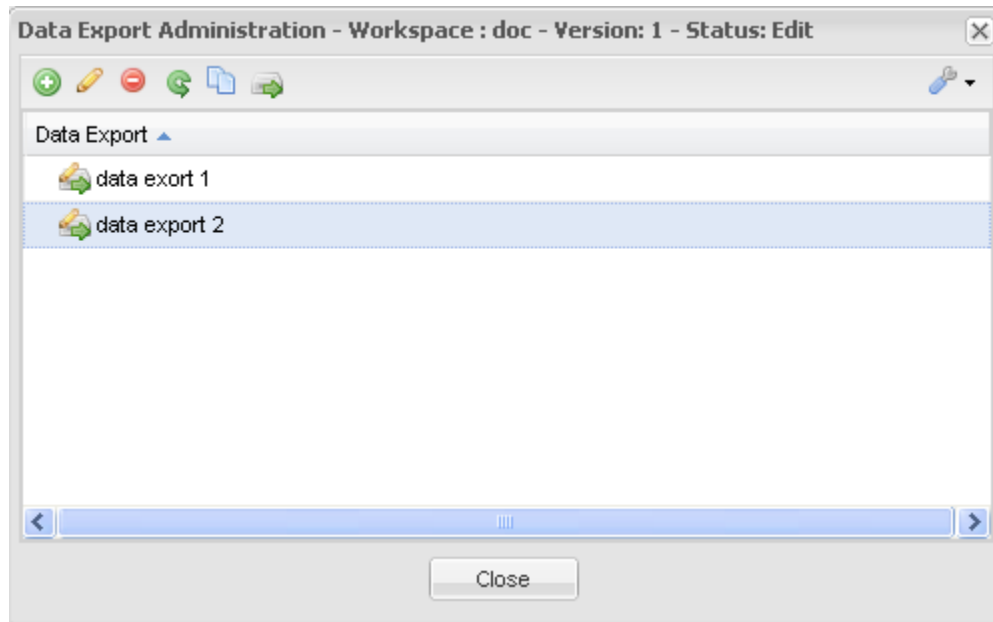 Data Export Administration - Workspace : doc - Version: 1 - Status: Edit
Data Export
data exort 1
data export 2
Close